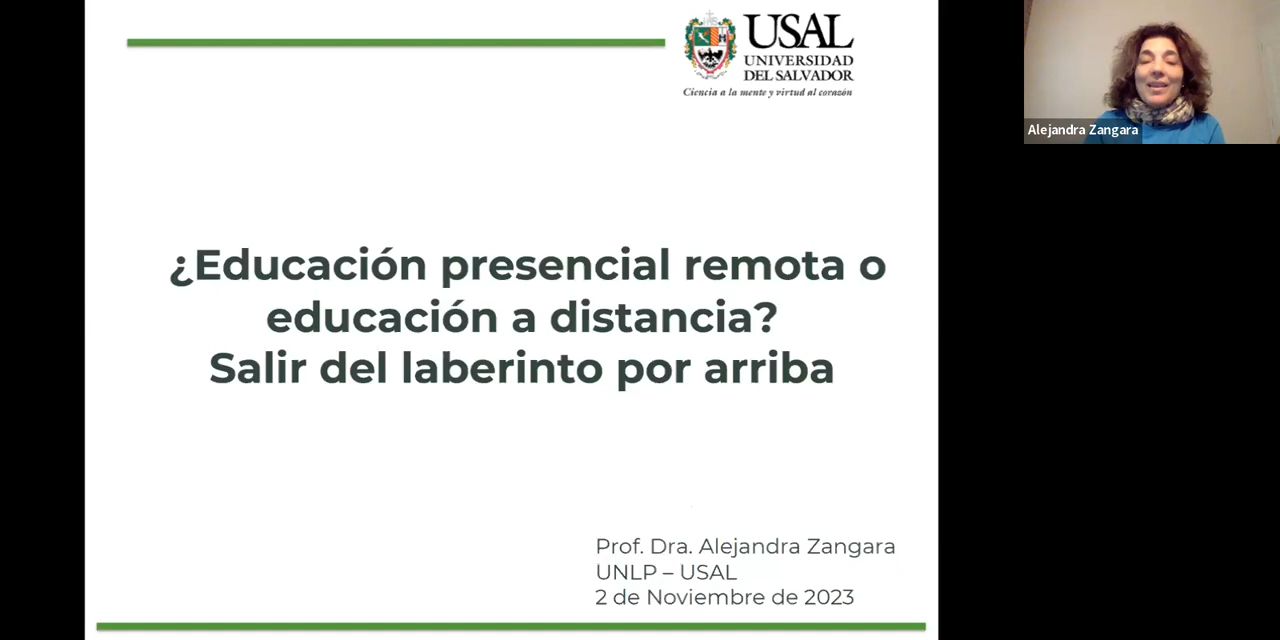 USAL
UNIVERSIDAD
DEL SALVADOR
Ciencia a la mente y virtud al corazón
Alejandra Zangara
¿Educación presencial remota o
educación a distancia?
Salir del laberinto por arriba
Prof. Dra. Alejandra Zangara
UNLP – USAL
2 de Noviembre de 2023